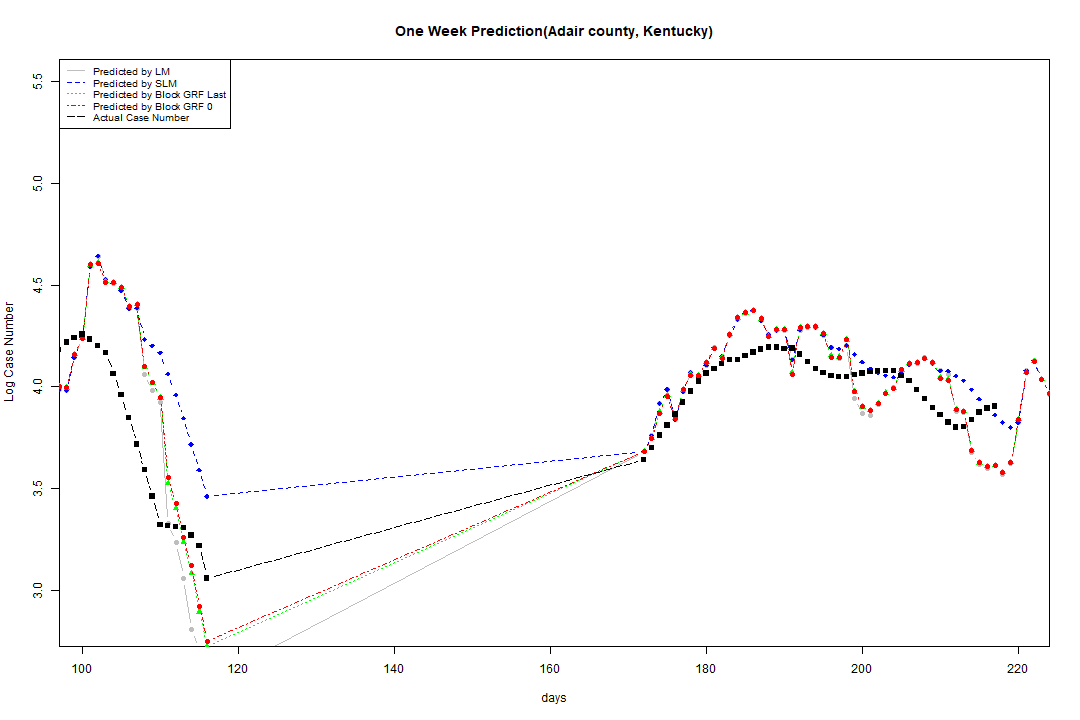 One Week Prediction(Adair county, Kentucky)
Predicted by LM
Predicted by SLM
Predicted by Block GRF Last
Predicted by Block GRF 0
Actual Case Number
Log Case Number
5.5
5.0
4.5
4.0
3.5
3.0
100 120 140 160 180 200 220
days